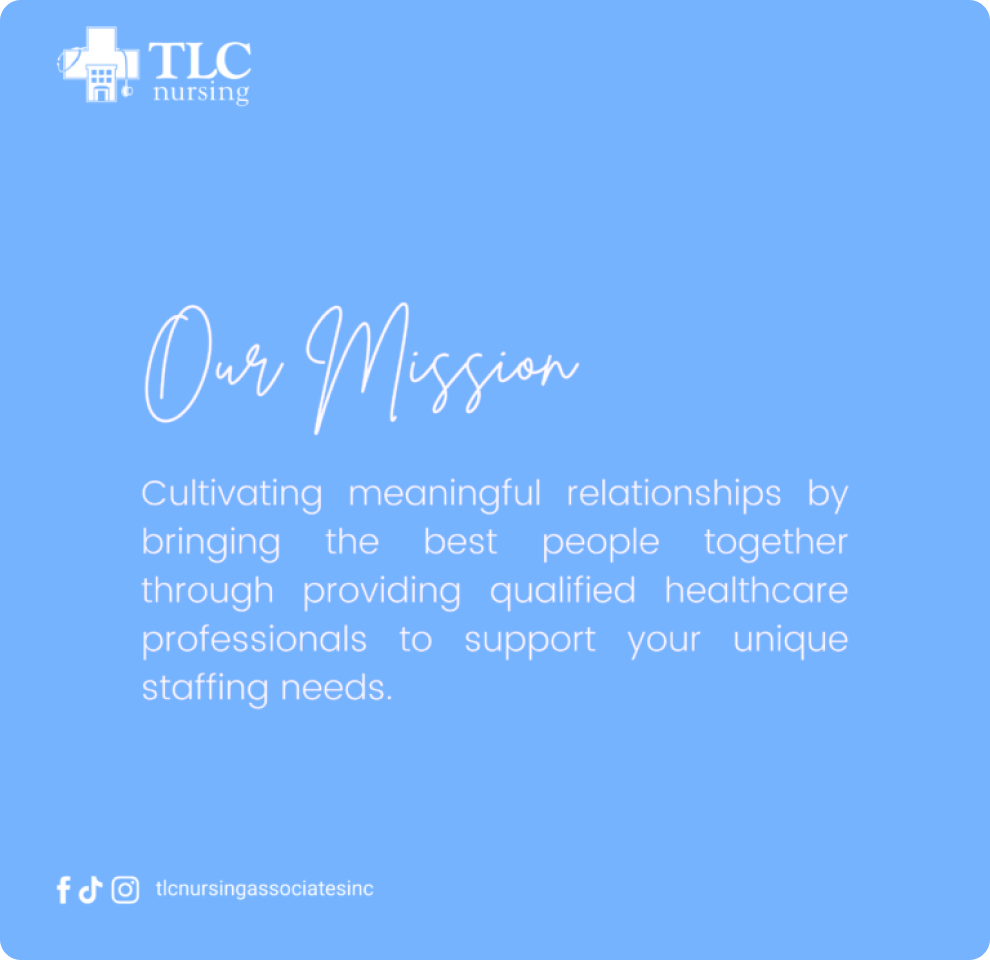 TLC
nursing
Our Mission
Cultivating meaningful relationships by
bringing the best people together
through providing qualified healthcare
professionals to support your unique
staffing needs.
tlcnursingassociatesinc